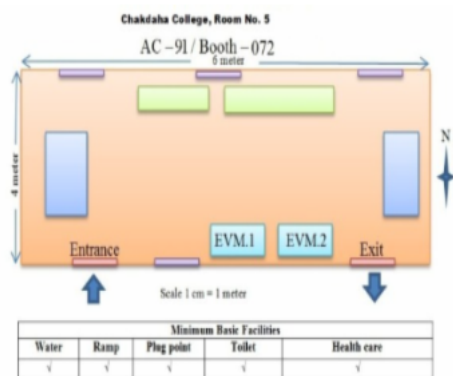 Chakdaha College, Room No. 5
AC -91 / Booth -072
6 meter
4 meter
N
EVM.1 EVM.2
Entrance Exit
Scale 1 cm = 1 meter
Minimum Basic Facilities
Water Ramp Plug point Toilet Health care
√ √ √ √ √